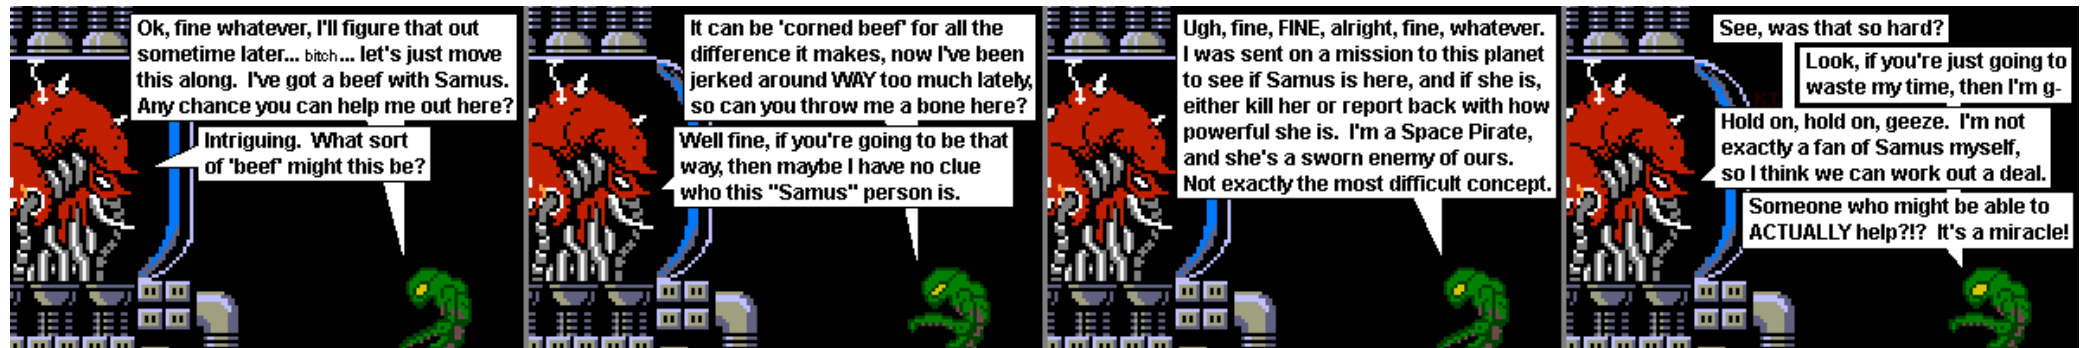 Ok, fine whatever, I'll figure that out
sometime later... bitch... let's just move
this along.  I've got a beef with Samus.
Any chance you can help me out here?
Intriguing.  What sort
of 'beef' might this be?
It can be 'corned beef' for all the
difference it makes, now I've been
jerked around WAY too much lately,
so can you throw me a bone here?
Well fine, if you're going to be that
way, then maybe I have no clue
who this "Samus" person is.
Ugh, fine, FINE, alright, fine, whatever.
I was sent on a mission to this planet
to see if Samus is here, and if she is,
either kill her or report back with how
powerful she is.  I'm a Space Pirate,
and she's a sworn enemy of ours.
Not exactly the most difficult concept.
See, was that so hard?
Look, if you're just going to
waste my time, then I'm g-
Hold on, hold on, geeze.  I'm not
exactly a fan of Samus myself,
so I think we can work out a deal.
Someone who might be able to
ACTUALLY help?!?  It's a miracle!